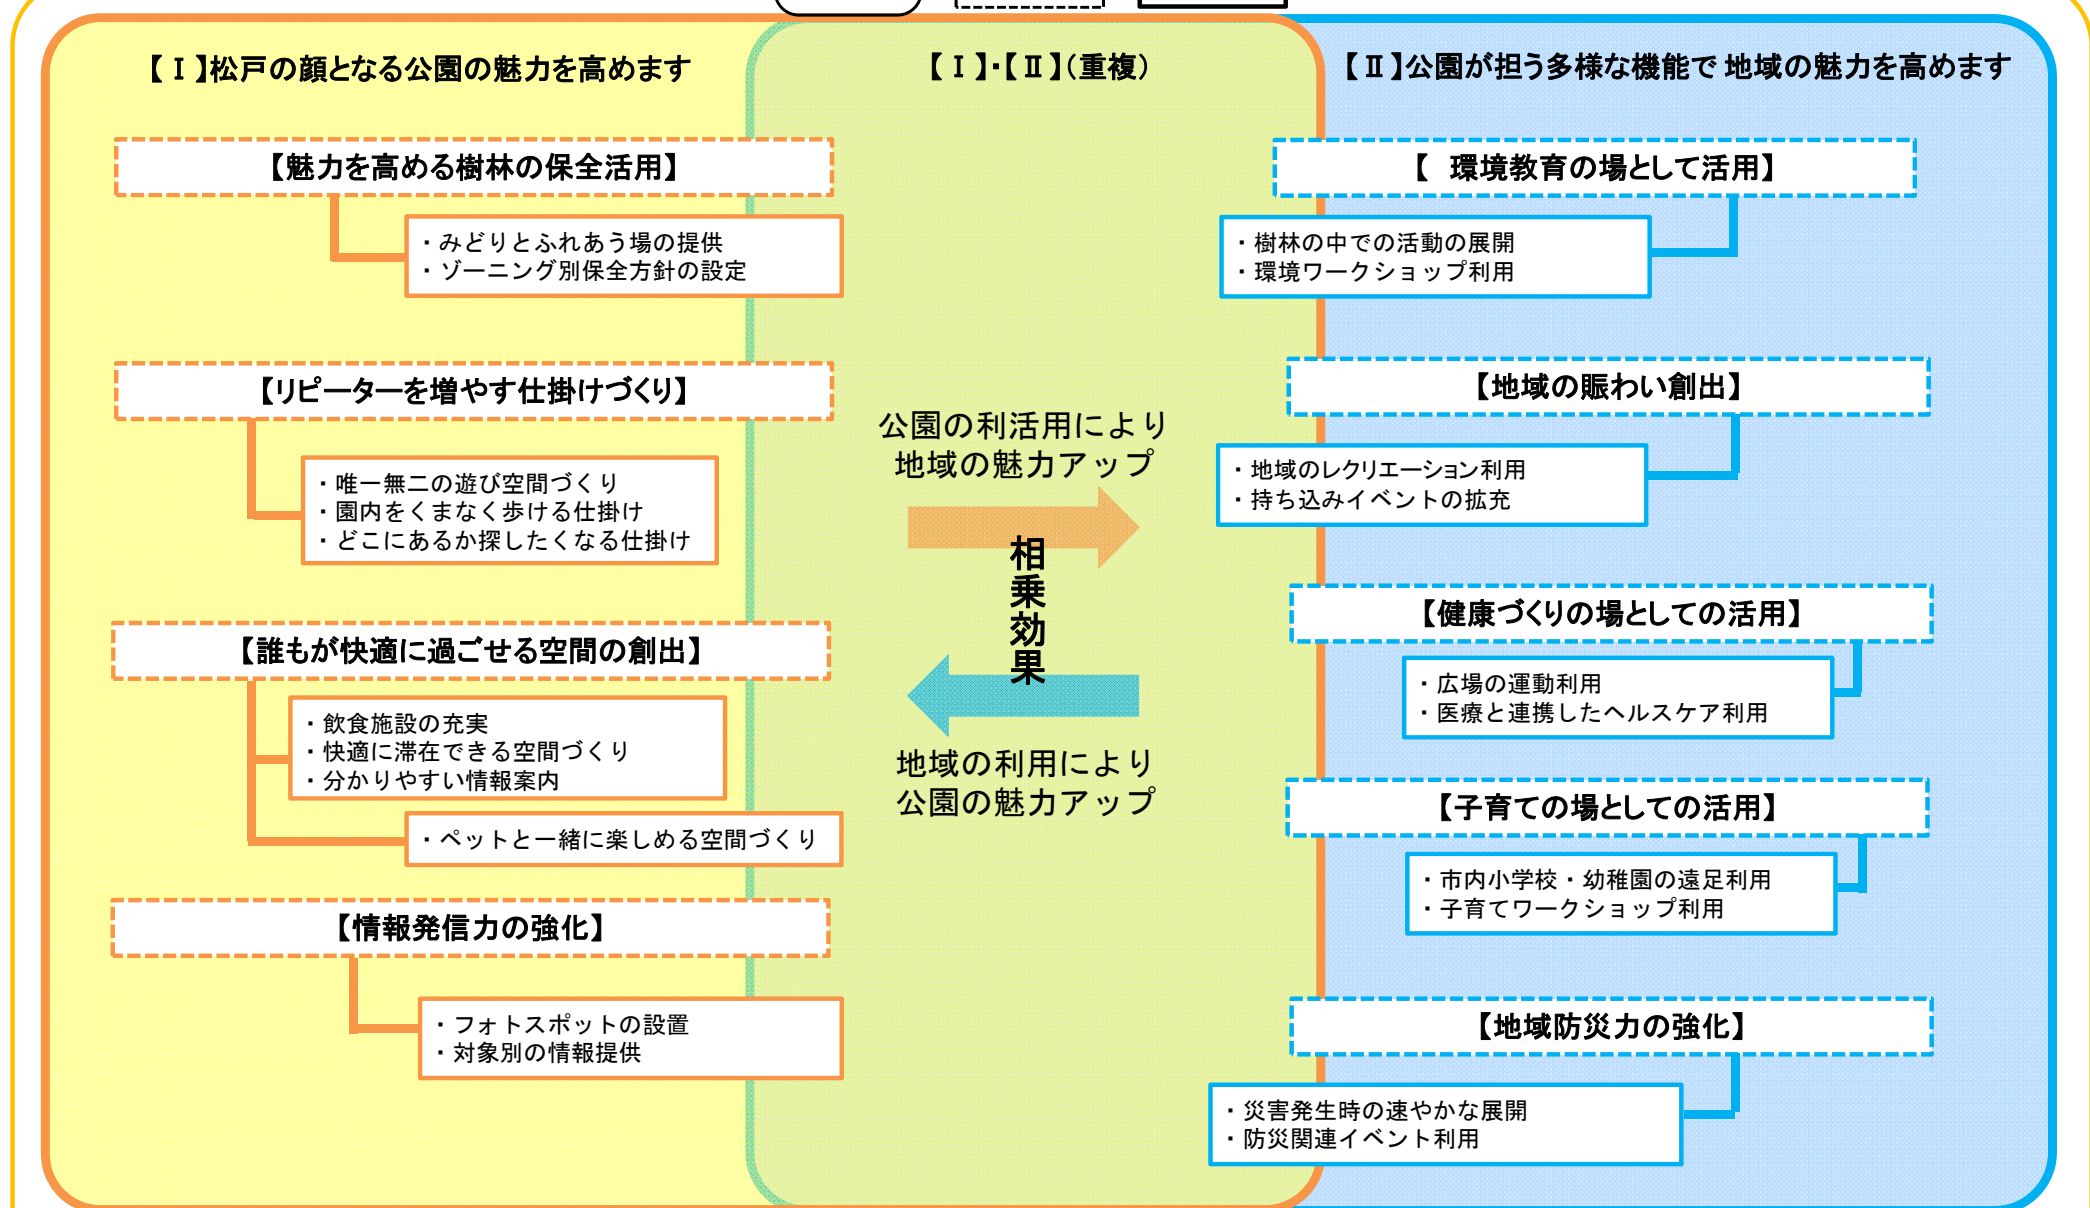 【Ⅰ】松戸の顔となる公園の魅力を高めます
【魅力を高める樹林の保全活用】
・みどりとふれあう場の提供
・ゾーニング別保全方針の設定
【リピーターを増やす仕掛けづくり】
・唯一無二の遊び空間づくり
・園内をくまなく歩ける仕掛け
・どこにあるか探したくなる仕掛け
【誰もが快適に過ごせる空間の創出】
・飲食施設の充実
・快適に滞在できる空間づくり
・分かりやすい情報案内
・ペットと一緒に楽しめる空間づくり
【情報発信力の強化】
・フォトスポットの設置
・対象別の情報提供
【Ⅰ】・【Ⅱ】（重複）
公園の利活用により
地域の魅力アップ
相乗効果
地域の利用により
公園の魅力アップ
【Ⅱ】公園が担う多様な機能で 地域の魅力を高めます
【 環境教育の場として活用】
・樹林の中での活動の展開
・環境ワークショップ利用
【地域の賑わい創出】
・地域のレクリエーション利用
・持ち込みイベントの拡充
【健康づくりの場としての活用】
・広場の運動利用
・医療と連携したヘルスケア利用
【子育ての場としての活用】
・市内小学校・幼稚園の遠足利用
・子育てワークショップ利用
【地域防災力の強化】
・災害発生時の速やかな展開
・防災関連イベント利用